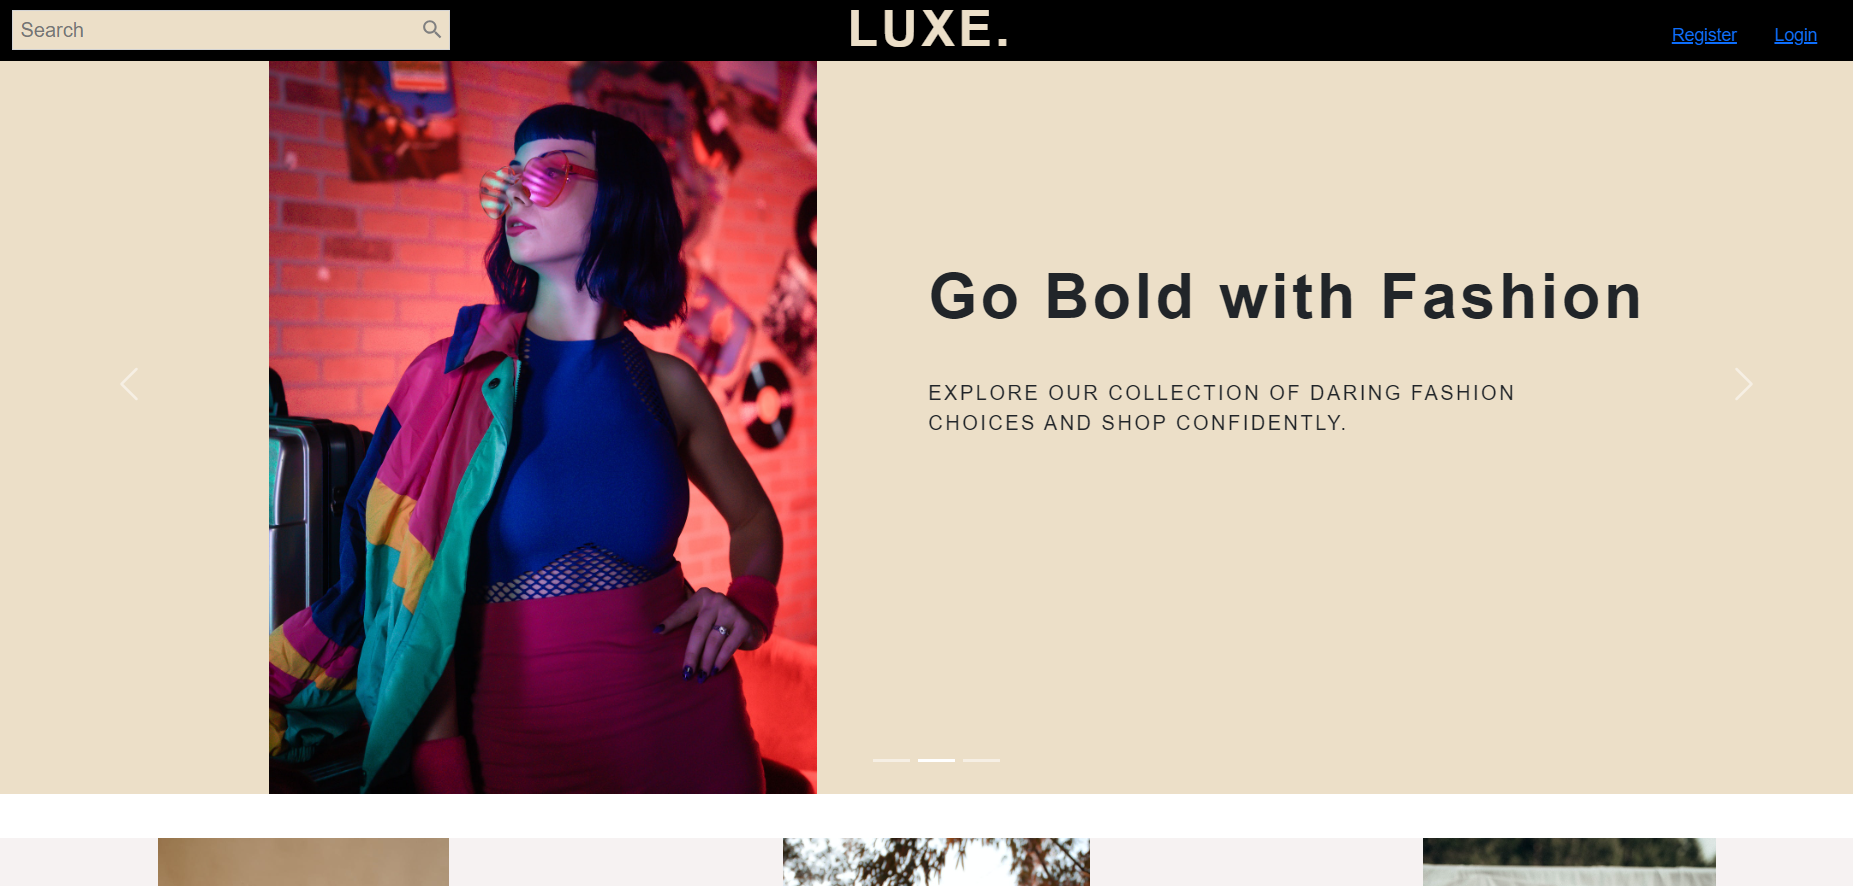 Search
LUXE.
Register
Login
Go Bold with Fashion
EXPLORE OUR COLLECTION OF DARING FASHION
CHOICES AND SHOP CONFIDENTLY.